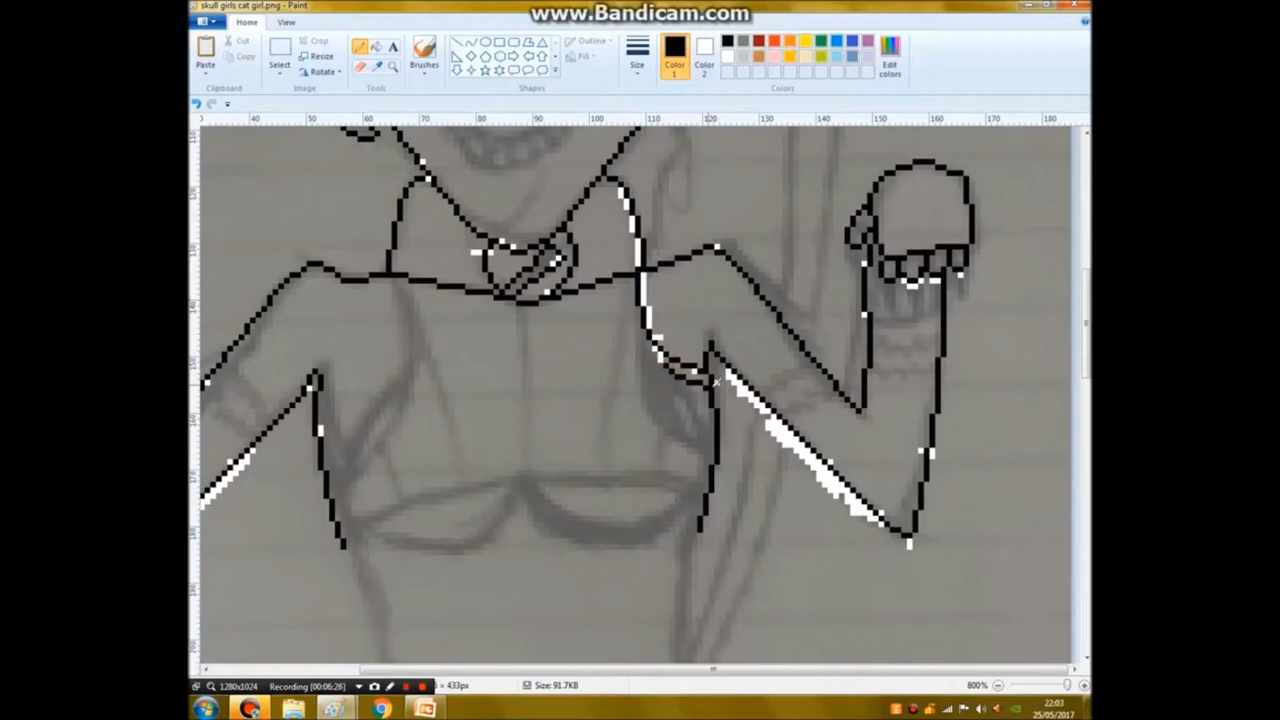 skull girls cat girl.png - Paint
www.Bandicam.com
Home View
Paste
Cut
Copy
Clipboard
Select
Crop
Resize
Rotate
Image
A
Tools
Brushes
Shapes
Outline
Fill
Size
Color 1
Color 2
Edit colors
Colors
40 50 60 70 80 90 100 110 120 130 140 150 160 170 180
1280x1024 Recording [00:06:28]
× 433px
Size: 91.7KB
800%
22:03
25/05/2017